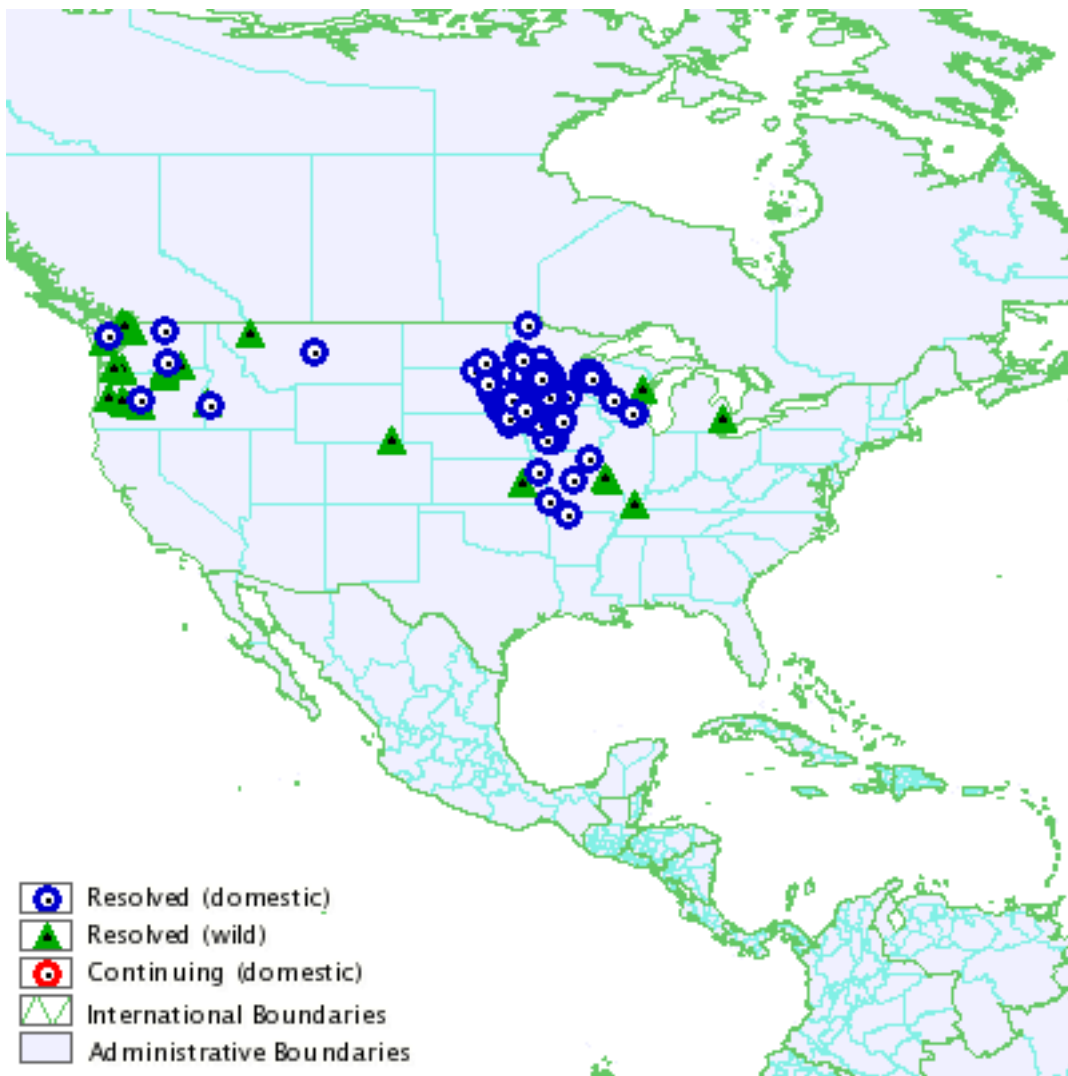 Resolved (domestic)
Resolved (wild)
Continuing (domestic)
International Boundaries
Administrative Boundaries